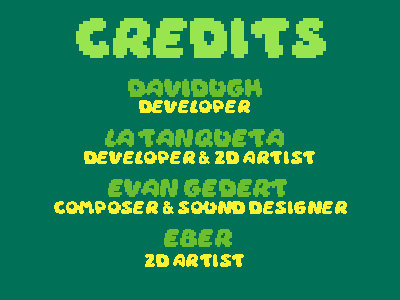 CREDITS
DAVIDUGH
DEVELOPER
LA TANQUETA
DEVELOPER & 2D ARTIST
EVAN GEDERT
COMPOSER & SOUND DESIGNER
EBER
2D ARTIST